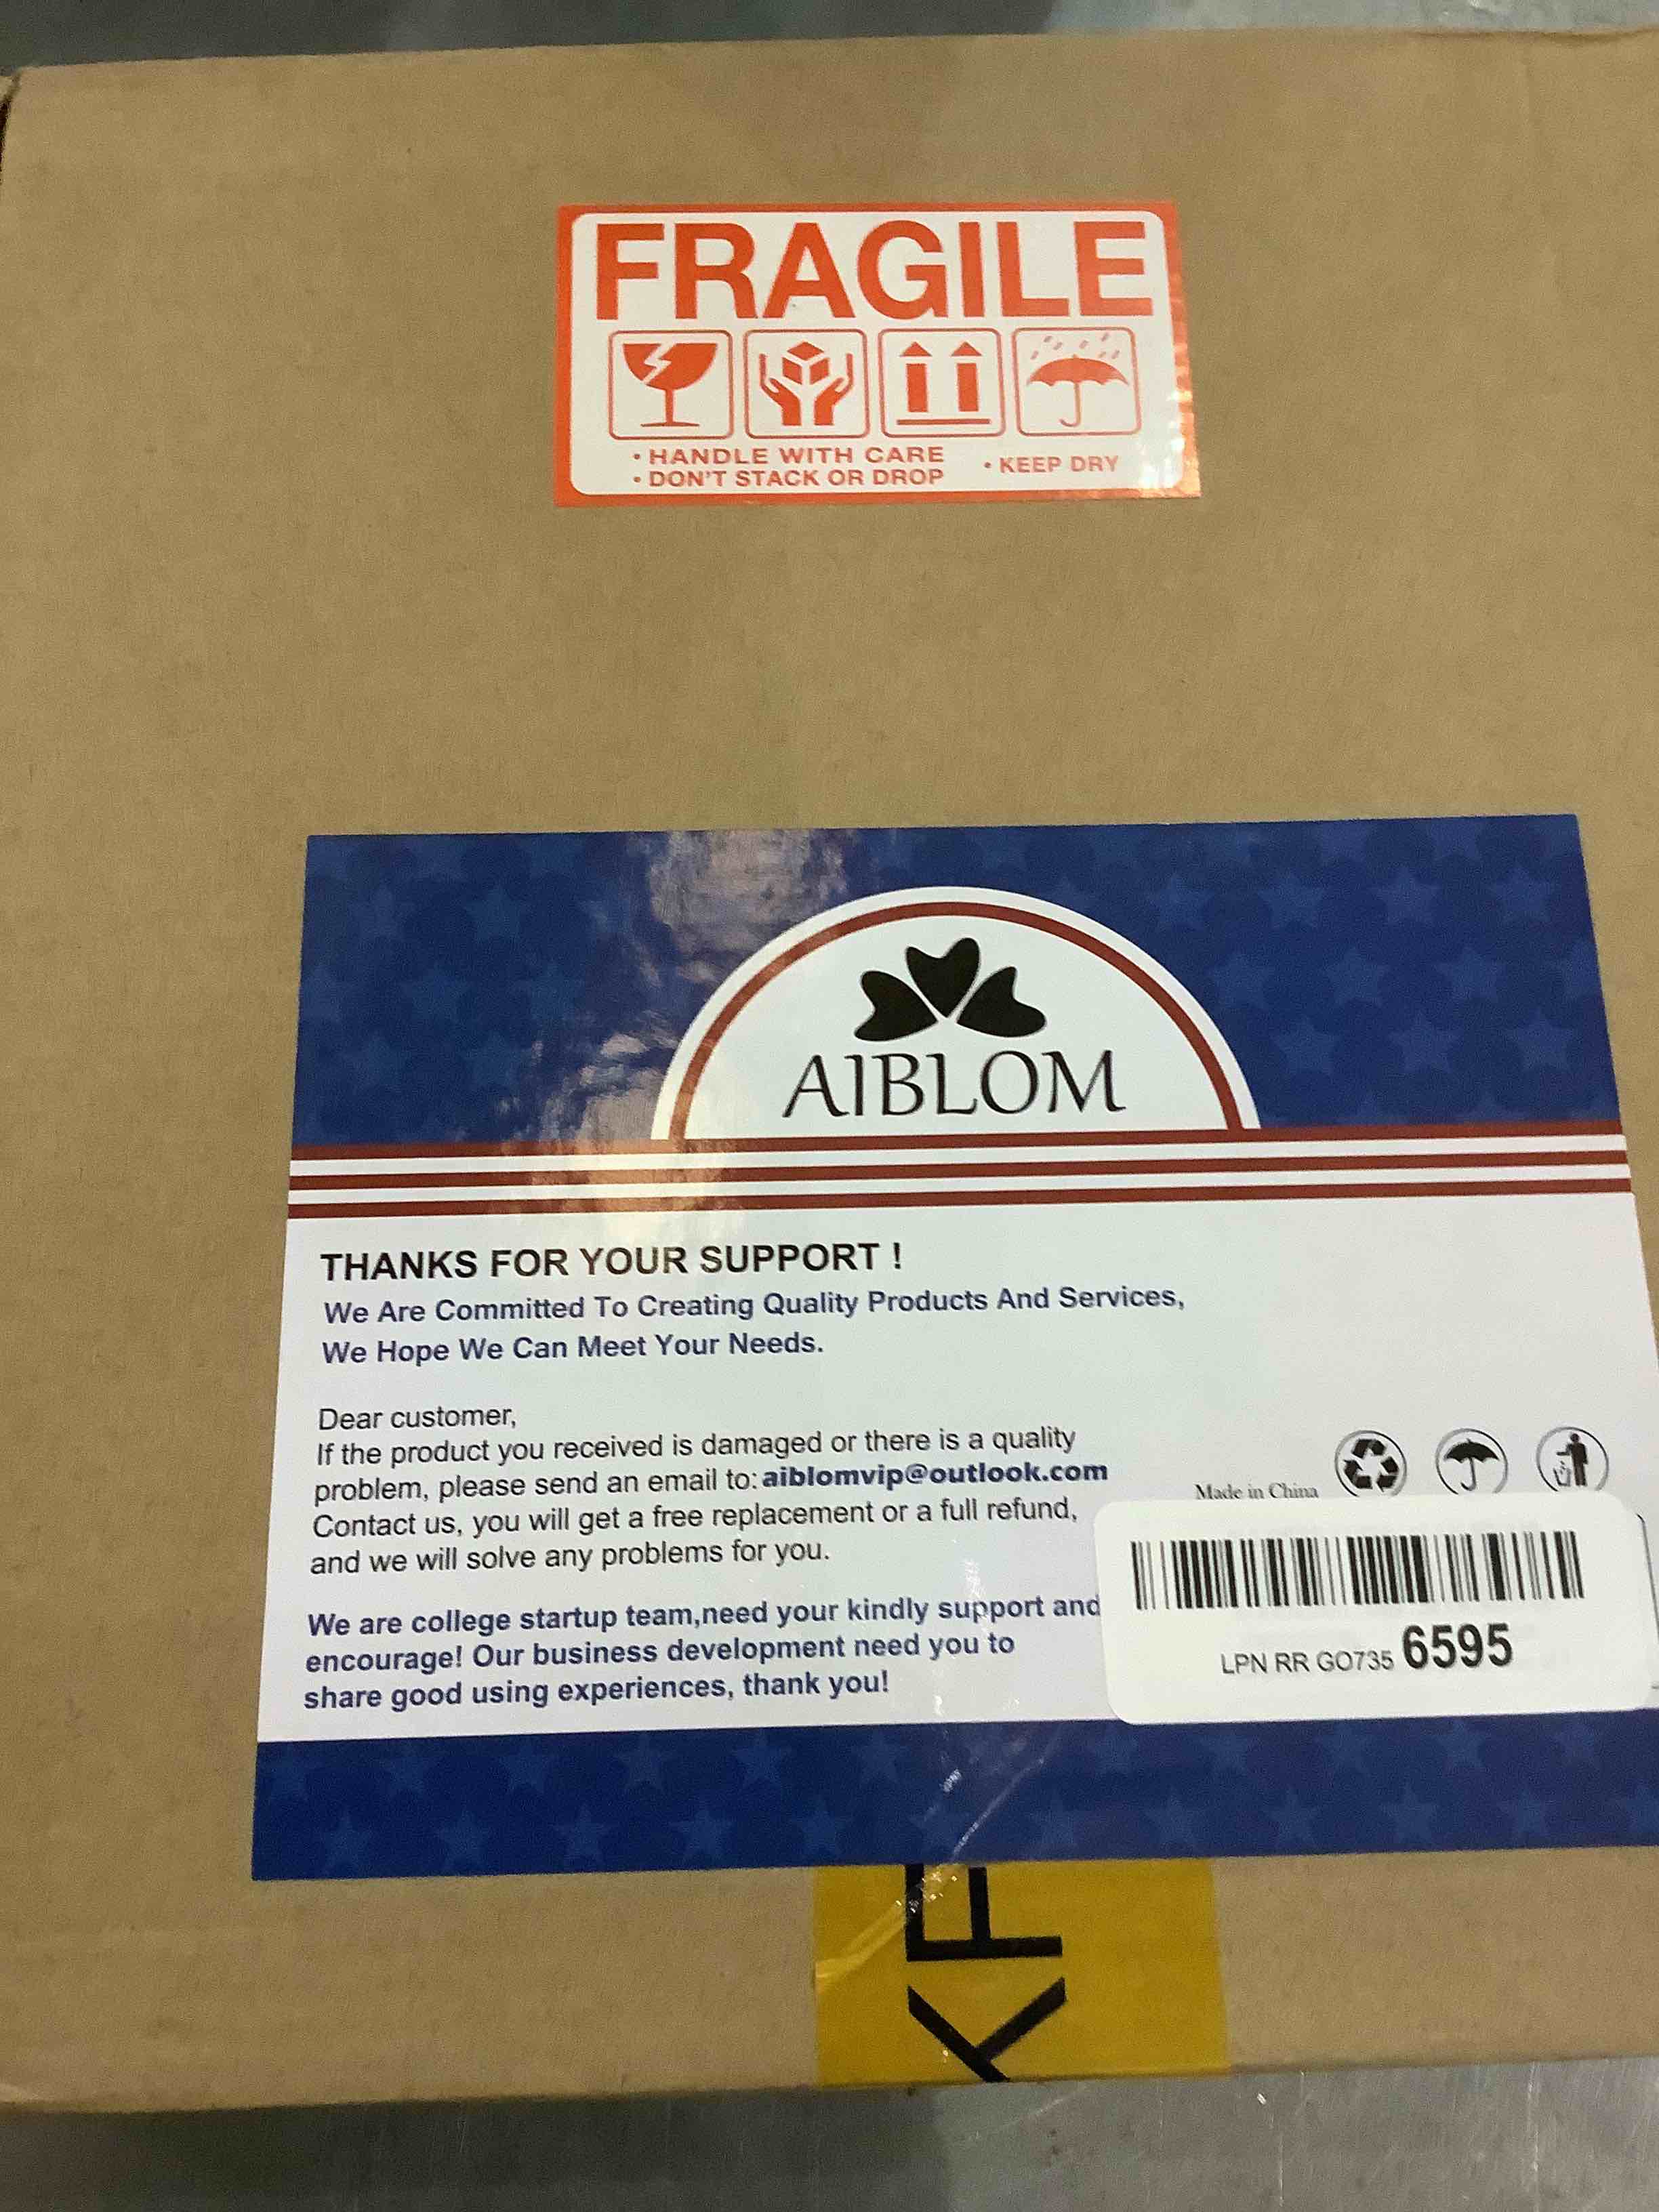 FRAGILE
• HANDLE WITH CARE
• DON'T STACK OR DROP
• KEEP DRY
AIBLOM
THANKS FOR YOUR SUPPORT !
We Are Committed To Creating Quality Products And Services,
We Hope We Can Meet Your Needs.
Dear customer,
If the product you received is damaged or there is a quality
problem, please send an email to: aiblomvip@outlook.com
Contact us, you will get a free replacement or a full refund,
and we will solve any problems for you.
We are college startup team,need your kindly support and
encourage! Our business development need you to
share good using experiences, thank you!
Made in China
LPN RR GO735 6595